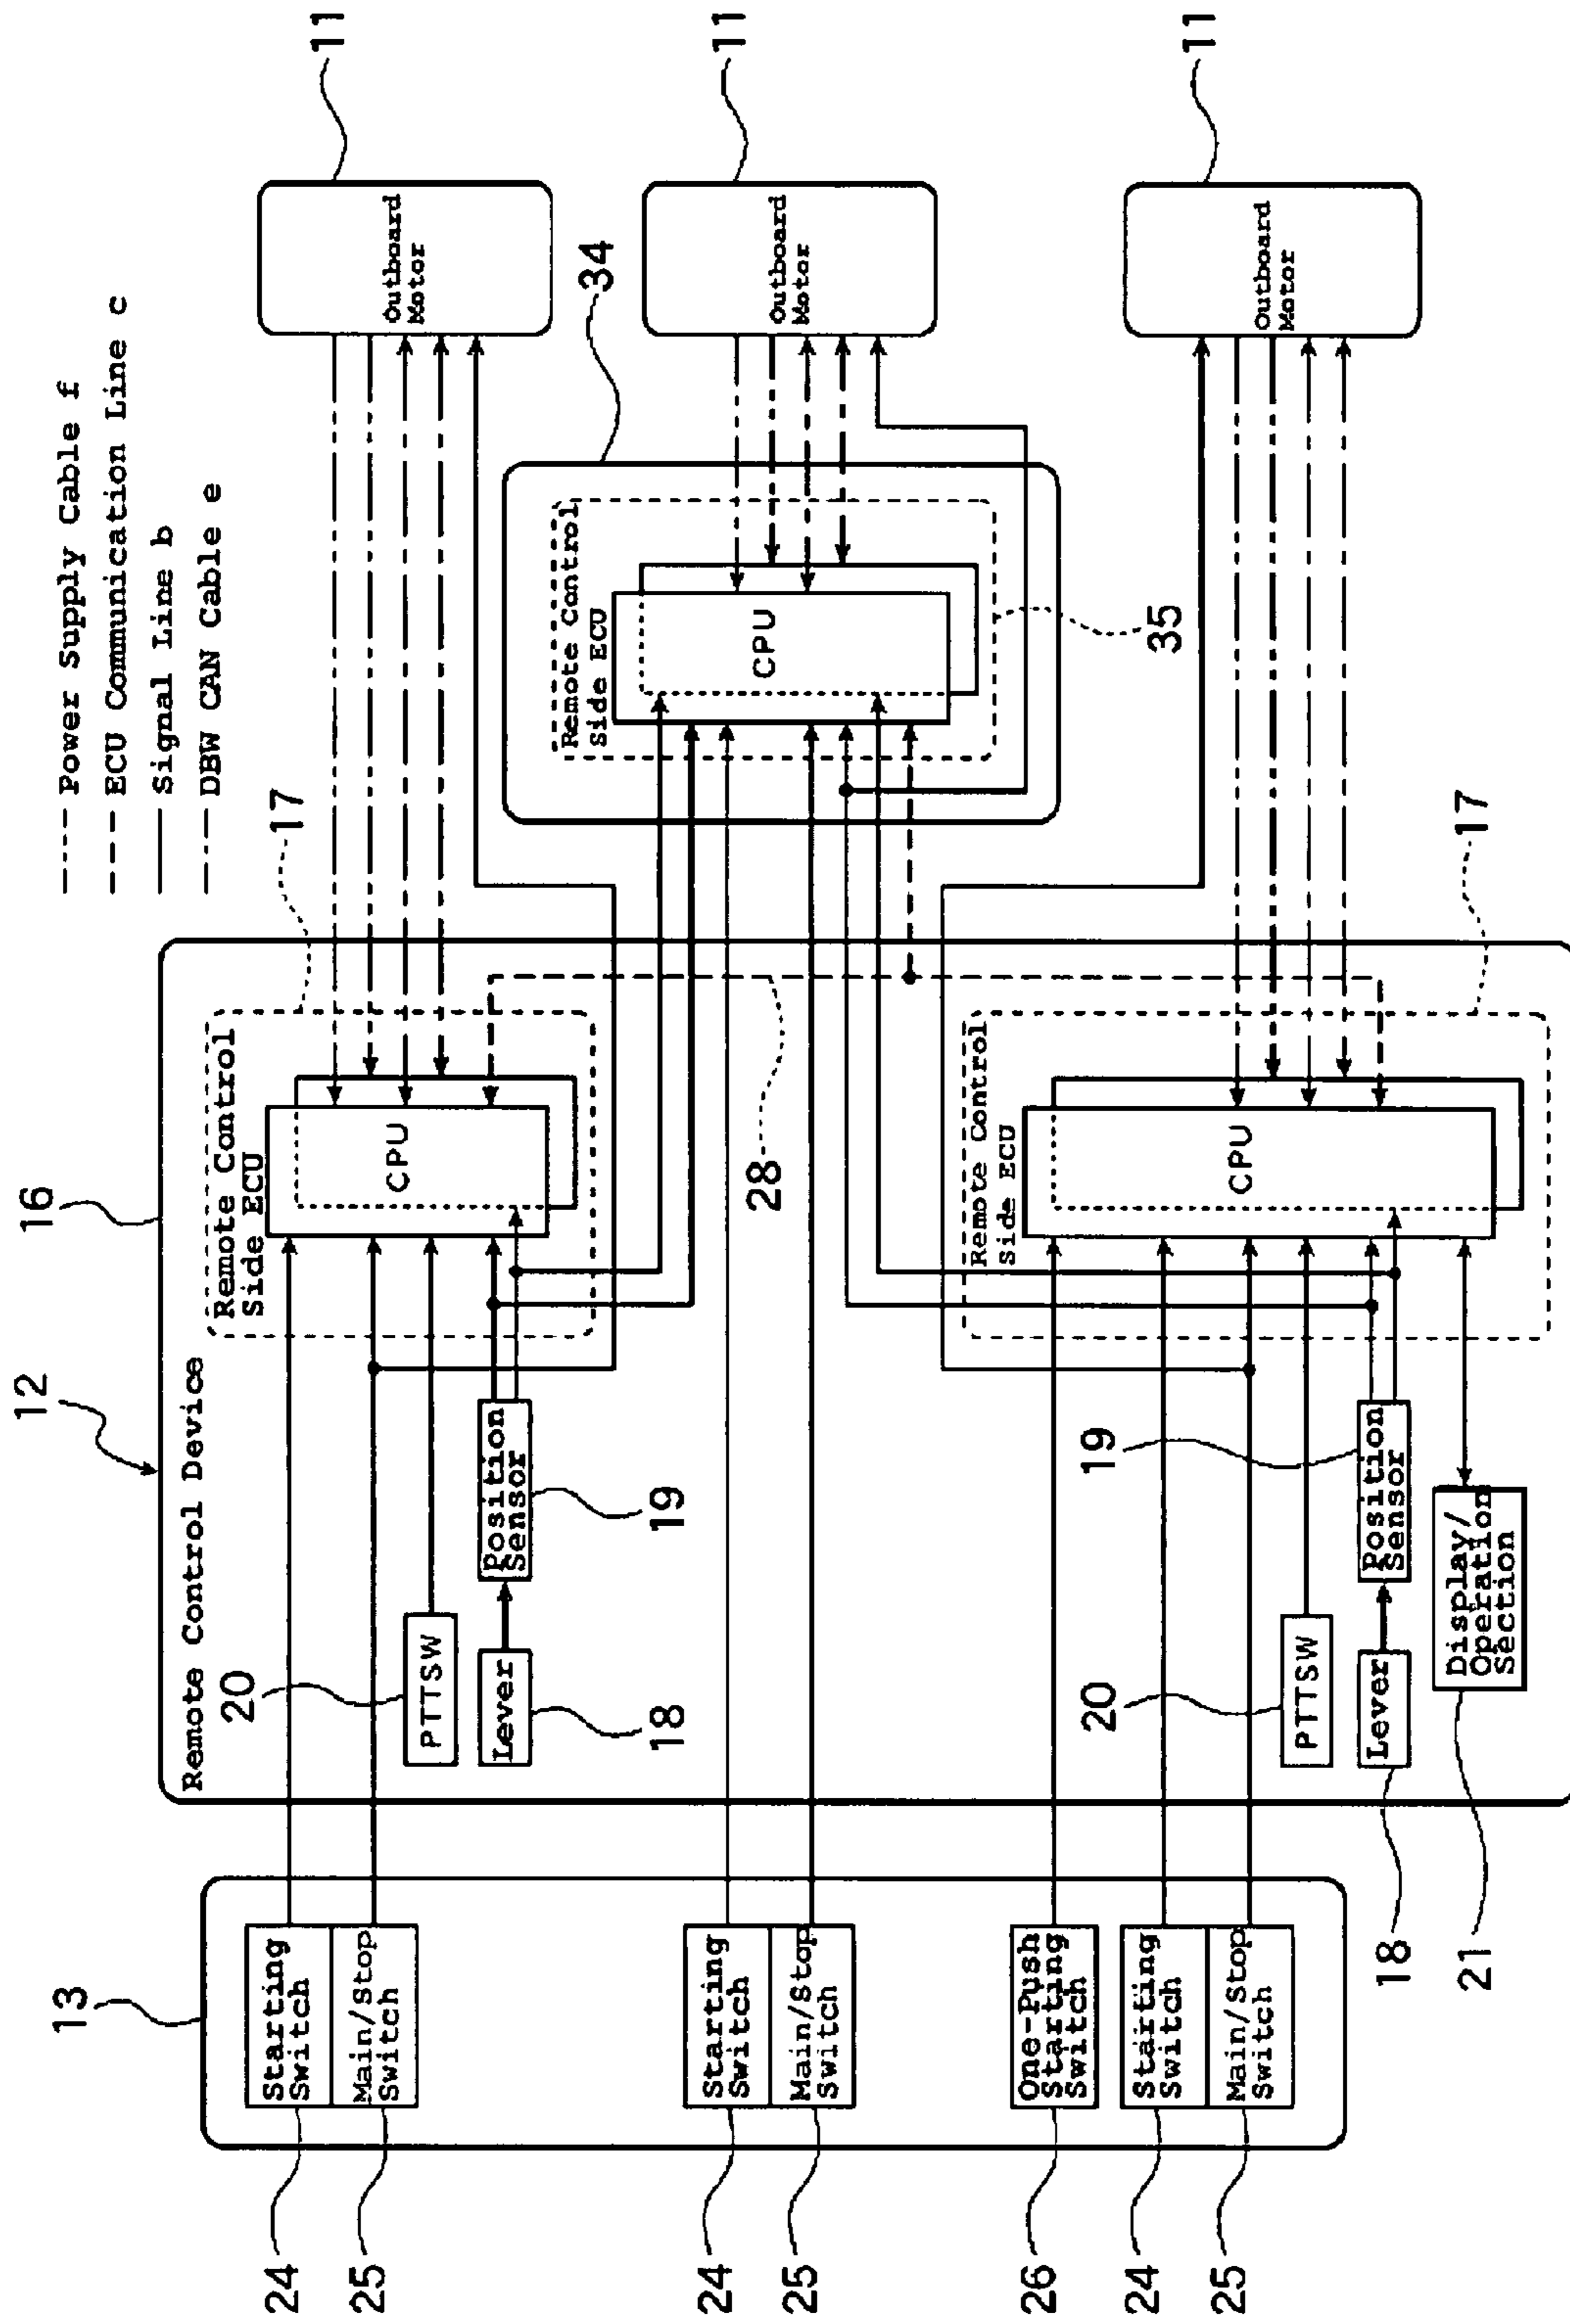 Power Supply Cable f
ECU Communication Line c
Signal Line b
DBW CAN Cable e
12
16
17
34
11
11
11
Remote Control Device
Remote Control
Side ECU
CPU
20
PTTSW
Lever
18
Position
Sensor
19
Outboard
Motor
13
24
Starting
Switch
25
Main/Stop
Switch
24
Starting
Switch
25
Main/Stop
Switch
28
Remote Control
Side ECU
CPU
35
Outboard
Motor
26
One-Push
Starting
Switch
24
Starting
Switch
25
Main/Stop
Switch
20
PTTSW
Lever
18
Position
Sensor
19
Display/
Operation
Section
21
Remote Control
Side ECU
CPU
17
Outboard
Motor